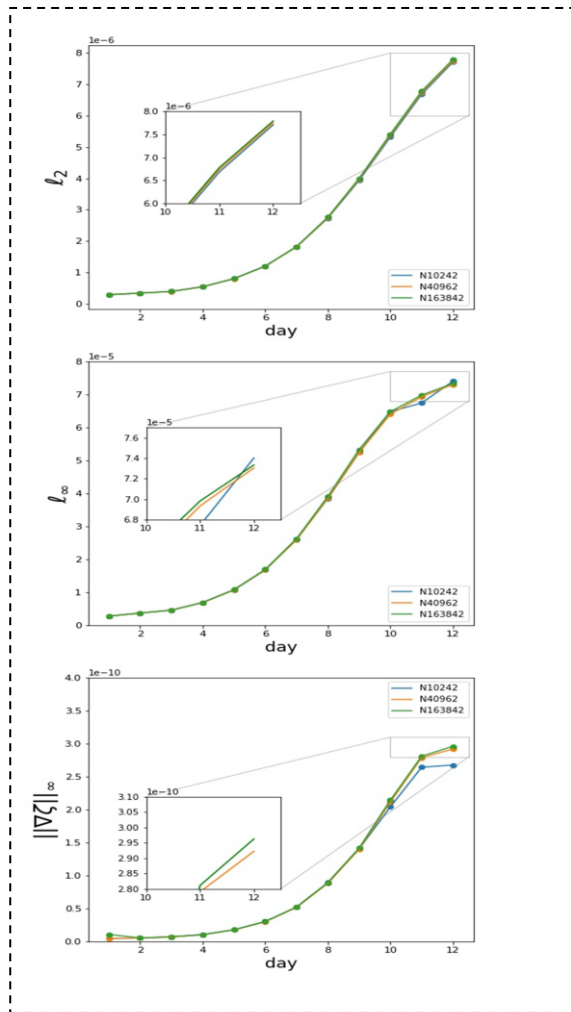 1e−6
8
7
6
5
4
3
2
1
0
ℓ2
1e−6
8.0
7.5
7.0
6.5
6.0
10 11 12
N10242
N40962
N163842
2 4 6 8 10 12
day
1e−5
8
7
6
5
4
3
2
1
0
ℓ∞
1e−5
7.6
7.4
7.2
7.0
6.8
10 11 12
N10242
N40962
N163842
2 4 6 8 10 12
day
1e−10
4.0
3.5
3.0
2.5
2.0
1.5
1.0
0.5
0.0
||∇ζ||∞
N10242
N40962
N163842
1e−10
3.10
3.05
3.00
2.95
2.90
2.85
2.80
10 11 12
2 4 6 8 10 12
day